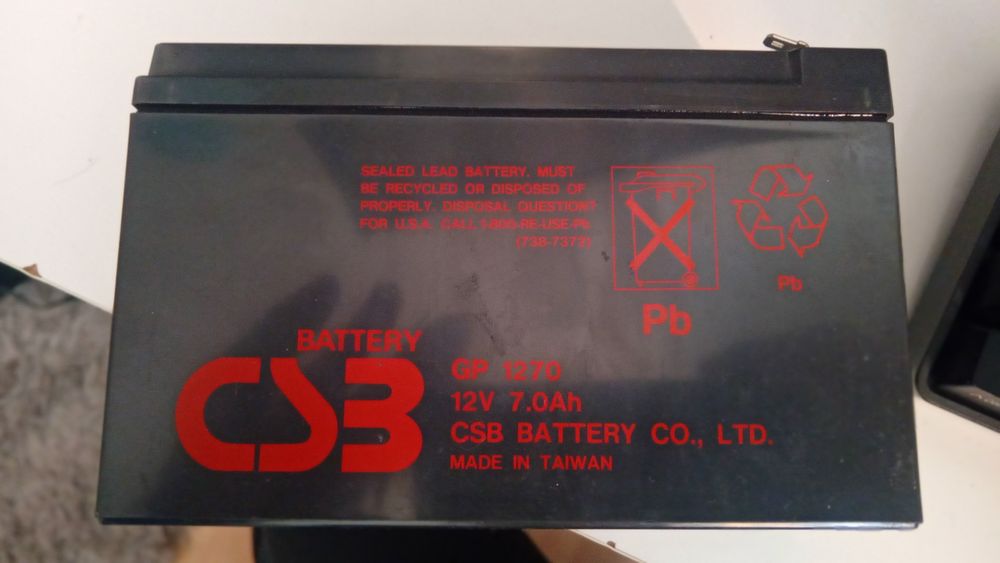 SEALED LEAD BATTERY. MUST
BE RECYCLED OR DISPOSED OF
PROPERLY. DISPOSAL QUESTION?
FOR U.S.A. CALL 1-800-RE-USE-Pb
(738-7372)
Pb
Pb
BATTERY
CSB
GP 1270
12V 7.0Ah
CSB BATTERY CO., LTD.
MADE IN TAIWAN